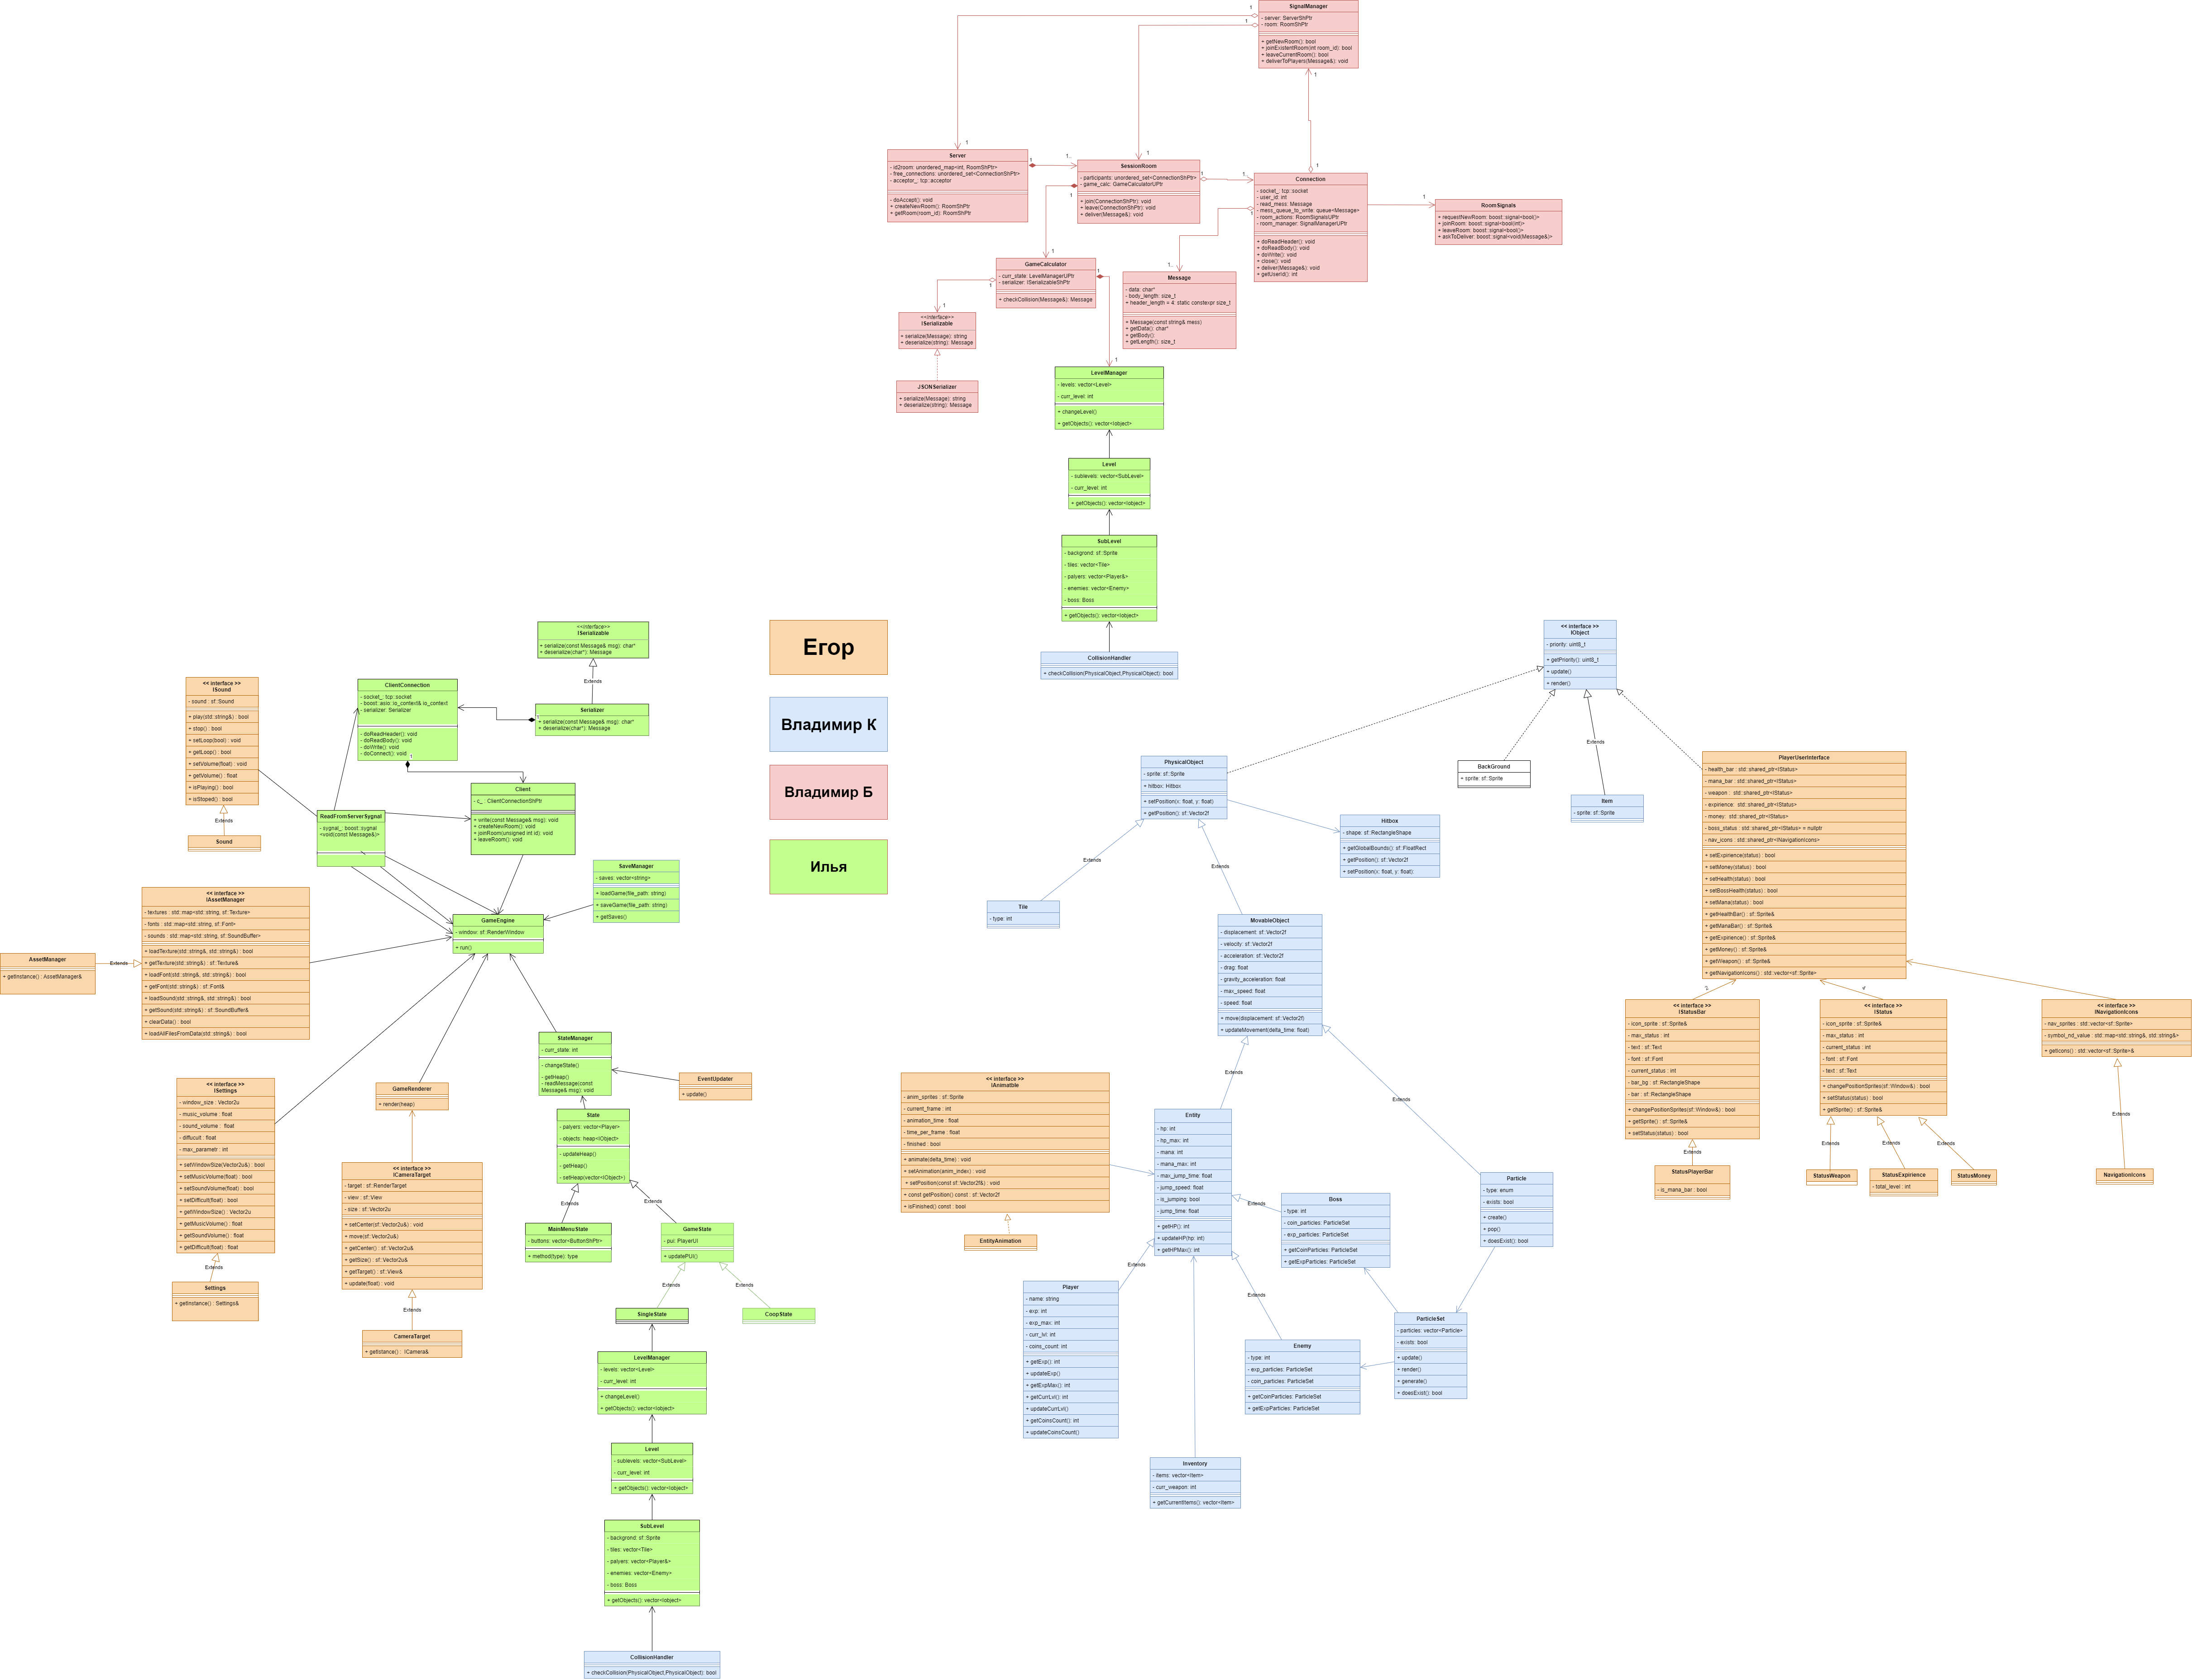 SignalManager
- server: ServerShPtr
- room: RoomShPtr
+ getNewRoom(): bool
+ joinExistentRoom(int room_id): bool
+ leaveCurrentRoom(): bool
+ deliverToPlayers(Message&): void
1
1
1
1
1
Server
- id2room: unordered_map<int, RoomShPtr>
- free_connections: unordered_set<ConnectionShPtr>
- acceptor_: tcp::acceptor
- doAccept(): void
+ createNewRoom(): RoomShPtr
+ getRoom(room_id): RoomShPtr
1
1..
SessionRoom
- participants: unordered_set<ConnectionShPtr>
- game_calc: GameCalculatorUPtr
+ join(ConnectionShPtr): void
+ leave(ConnectionShPtr): void
+ deliver(Message&): void
1
1
1..
1
Connection
- socket_: tcp::socket
- user_id: int
- read_mess: Message
- mess_queue_to_write: queue<Message>
- room_actions: RoomSignalsUPtr
- room_manager: SignalManagerUPtr
+ doReadHeader(): void
+ doReadBody(): void
+ doWrite(): void
+ close(): void
+ deliver(Message&): void
+ getUserId(): int
1
1
RoomSignals
+ requestNewRoom: boost::signal<bool()>
+ joinRoom: boost::signal<bool(int)>
+ leaveRoom: boost::signal<bool()>
+ askToDeliver: boost::signal<void(Message&)>
1
GameCalculator
- curr_state: LevelManagerUPtr
- serializer: ISerializableShPtr
+ checkCollision(Message&): Message
1
1
1
1..
Message
- data: char*
- body_length: size_t
+ header_length = 4: static constexpr size_t
+ Message(const string& mess)
+ getData(): char*
+ getBody():
+ getLength(): size_t
<<interface>>
ISerializable
+ serialize(Message): string
+ deserialize(string): Message
JSONSerializer
+ serialize(Message): string
+ deserialize(string): Message
1
LevelManager
- levels: vector<Level>
- curr_level: int
+ changeLevel()
+ getObjects(): vector<Iobject>
Level
- sublevels: vector<SubLevel>
- curr_level: int
+ getObjects(): vector<Iobject>
SubLevel
- backgrond: sf::Sprite
- tiles: vector<Tile>
- palyers: vector<Player&>
- enemies: vector<Enemy>
- boss: Boss
+ getObjects(): vector<Iobject>
CollisionHandler
+ checkCollision(PhysicalObject,PhysicalObject): bool
Егор
Владимир К
Владимир Б
Илья
<<interface>>
ISerializable
+ serialize(const Message& msg): char*
+ deserialize(char*): Message
Extends
Serializer
+ serialize(const Message& msg): char*
+ deserialize(char*): Message
ClientConnection
- socket_: tcp::socket
- boost::asio::io_context& io_context
- serializer: Serializer
- doReadHeader(): void
- doReadBody(): void
- doWrite(): void
- doConnect(): void
1
Client
- c_ : ClientConnectionShPtr
+ write(const Message& msg): void
+ createNewRoom(): void
+ joinRoom(unsigned int id): void
+ leaveRoom(): void
<< interface >>
ISound
- sound : sf::Sound
+ play(std::string&) : bool
+ stop() : bool
+ setLoop(bool) : void
+ getLoop() : bool
+ setVolume(float) : void
+ getVolume() : float
+ isPlaying() : bool
+ isStoped() : bool
Extends
Sound
ReadFromServerSygnal
- sygnal_: boost::sygnal
<void(const Message&)>
SaveManager
- saves: vector<string>
+ loadGame(file_path: string)
+ saveGame(file_path: string)
+ getSaves()
GameEngine
- window: sf::RenderWindow
+ run()
<< interface >>
IAssetManager
- textures : std::map<std::string, sf::Texture>
- fonts : std::map<std::string, sf::Font>
- sounds : std::map<std::string, sf::SoundBuffer>
+ loadTexture(std::string&, std::string&) : bool
+ getTexture(std::string&) : sf::Texture&
+ loadFont(std::string&, std::string&) : bool
+ getFont(std::string&) : sf::Font&
+ loadSound(std::string&, std::string&) : bool
+ getSound(std::string&) : sf::SoundBuffer&
+ clearData() : bool
+ loadAllFilesFromData(std::string&) : bool
Extends
AssetManager
+ getInstance() : AssetManager&
<< interface >>
ISettings
- window_size : Vector2u
- music_volume : float
- sound_volume : float
- diffucult : float
- max_parametr : int
+ setWindowSize(Vector2u&) : bool
+ setMusicVolume(float) : bool
+ setSoundVolume(float) : bool
+ setDifficult(float) : bool
+ getWindowSize() : Vector2u
+ getMusicVolume() : float
+ getSoundVolume() : float
+ getDifficult(float) : float
Extends
Settings
+ getInstance() : Settings&
GameRenderer
+ render(heap)
<< interface >>
ICameraTarget
- target : sf::RenderTarget
- view : sf::View
- size : sf::Vector2u
+ setCenter(sf::Vector2u&) : void
+ move(sf::Vector2u&)
+ getCenter() : sf::Vector2u&
+ getSize() : sf::Vector2u&
+ getTarget() : sf::View&
+ update(float) : void
Extends
CameraTarget
+ getIstance() : ICamera&
StateManager
- curr_state: int
- changeState()
- getHeap()
- readMessage(const
Message& msg): void
EventUpdater
+ update()
State
- palyers: vector<Player>
- objects: heap<IObject>
- updateHeap()
- getHeap()
- setHeap(vector<IObject>)
Extends
Extends
MainMenuState
- buttons: vector<ButtonShPtr>
+ method(type): type
GameState
- pui: PlayerUI
+ updatePUI()
Extends
Extends
SingleState
CoopState
LevelManager
- levels: vector<Level>
- curr_level: int
+ changeLevel()
+ getObjects(): vector<Iobject>
Level
- sublevels: vector<SubLevel>
- curr_level: int
+ getObjects(): vector<Iobject>
SubLevel
- backgrond: sf::Sprite
- tiles: vector<Tile>
- palyers: vector<Player&>
- enemies: vector<Enemy>
- boss: Boss
+ getObjects(): vector<Iobject>
CollisionHandler
+ checkCollision(PhysicalObject,PhysicalObject): bool
<< interface >>
IObject
- priority: uint8_t
+ getPriority(): uint8_t
+ update()
+ render()
Extends
BackGround
+ sprite: sf::Sprite
Item
- sprite: sf::Sprite
PhysicalObject
- sprite: sf::Sprite
+ hitbox: Hitbox
+ setPosition(x: float, y: float)
+ getPosition(): sf::Vector2f
Extends
Extends
Hitbox
- shape: sf::RectangleShape
+ getGlobalBounds(): sf::FloatRect
+ getPosition(): sf::Vector2f
+ setPosition(x: float, y: float):
Tile
- type: int
MovableObject
- displacement: sf::Vector2f
- velocity: sf::Vector2f
- acceleration: sf::Vector2f
- drag: float
- gravity_acceleration: float
- max_speed: float
- speed: float
+ move(displacement: sf::Vector2f)
+ updateMovement(delta_time: float)
Extends
Extends
<< interface >>
IAnimatble
- anim_sprites : sf::Sprite
- current_frame : int
- animation_time : float
- time_per_frame : float
- finished : bool
+ animate(delta_time) : void
+ setAnimation(anim_index) : void
+ setPosition(const sf::Vector2f&) : void
+ const getPosition() const : sf::Vector2f
+ isFinished() const : bool
EntityAnimation
Entity
- hp: int
- hp_max: int
- mana: int
- mana_max: int
- max_jump_time: float
- jump_speed: float
- is_jumping: bool
- jump_time: float
+ getHP(): int
+ updateHP(hp: int)
+ getHPMax(): int
Extends
Extends
Extends
Boss
- type: int
- coin_particles: ParticleSet
- exp_particles: ParticleSet
+ getCoinParticles: ParticleSet
+ getExpParticles: ParticleSet
Particle
- type: enum
- exists: bool
+ create()
+ pop()
+ doesExist(): bool
Player
- name: string
- exp: int
- exp_max: int
- curr_lvl: int
- coins_count: int
+ getExp(): int
+ updateExp()
+ getExpMax(): int
+ getCurrLvl(): int
+ updateCurrLvl()
+ getCoinsCount(): int
+ updateCoinsCount()
Enemy
- type: int
- exp_particles: ParticleSet
- coin_particles: ParticleSet
+ getCoinParticles: ParticleSet
+ getExpParticles: ParticleSet
ParticleSet
- particles: vector<Particle>
- exists: bool
+ update()
+ render()
+ generate()
+ doesExist(): bool
Inventory
- items: vector<Item>
- curr_weapon: int
+ getCurrentItems(): vector<Item>
PlayerUserInterface
- health_bar : std::shared_ptr<IStatus>
- mana_bar : std::shared_ptr<IStatus>
- weapon : std::shared_ptr<IStatus>
- expirience: std::shared_ptr<IStatus>
- money: std::shared_ptr<IStatus>
- boss_status : std::shared_ptr<IStatus> = nullptr
- nav_icons : std::shared_ptr<INavigationIcons>
+ setExpirience(status) : bool
+ setMoney(status) : bool
+ setHealth(status) : bool
+ setBossHealth(status) : bool
+ setMana(status) : bool
+ getHealthBar() : sf::Sprite&
+ getManaBar() : sf::Sprite&
+ getExpirience() : sf::Sprite&
+ getMoney() : sf::Sprite&
+ getWeapon() : sf::Sprite&
+ getNavigationIcons() : std::vector<sf::Sprite>
<< interface >>
IStatusBar
- icon_sprite : sf::Sprite&
- max_status : int
- text : sf::Text
- font : sf::Font
- current_status : int
- bar_bg : sf::RectangleShape
- bar : sf::RectangleShape
+ changePositionSprites(sf::Window&) : bool
+ getSprite() : sf::Sprite&
+ setStatus(status) : bool
Extends
StatusPlayerBar
- is_mana_bar : bool
<< interface >>
IStatus
- icon_sprite : sf::Sprite&
- max_status : int
- current_status : int
- font : sf::Font
- text : sf::Text
+ changePositionSprites(sf::Window&) : bool
+ setStatus(status) : bool
+ getSprite() : sf::Sprite&
Extends
Extends
Extends
StatusWeapon
StatusExpirience
- total_level : int
StatusMoney
<< interface >>
INavigationIcons
- nav_sprites : std::vector<sf::Sprite>
- symbol_nd_value : std::map<std::string&, std::string&>
+ getIcons() : std::vector<sf::Sprite>&
Extends
NavigationIcons